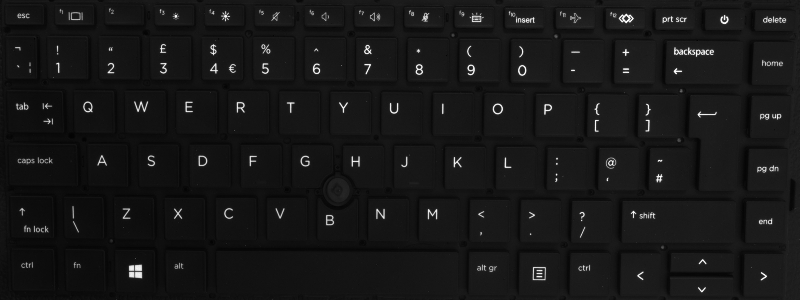 esc f1 f2 f3 f4 f5 f6 f7 f8 f9 f10 insert f11 f12 prt scr delete
¬ ! " £ $ % ^ & * ( ) — + backspace
` ¦ 1 2 3 4 € 5 6 7 8 9 0 - = ← home
tab Q W E R T Y U I O P { } pg up
[ ]
caps lock A S D F G H J K L : @ ~ pg dn
; ' #
↑ | Z X C V B N M < > ? ↑ shift end
fn lock \ , . /
ctrl fn alt alt gr ctrl < ^ v >